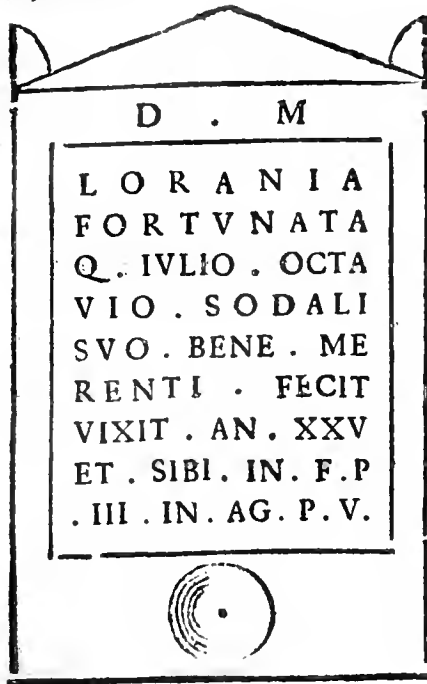 D . M
LORANIA
FORTVNATA
Q . IVLIO . OCTA
VIO . SODALI
SVO . BENE . ME
RENTI . FECIT
VIXIT . AN . XXV
ET . SIBI . IN . F . P
. III . IN . AG . P . V .